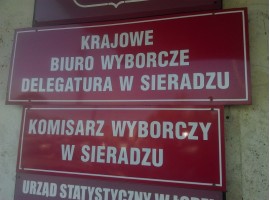 KRAJOWE
BIURO WYBORCZE
DELEGATURA W SIERADZU
KOMISARZ WYBORCZY
W SIERADZU
URZĄD STATYSTYCZNY W